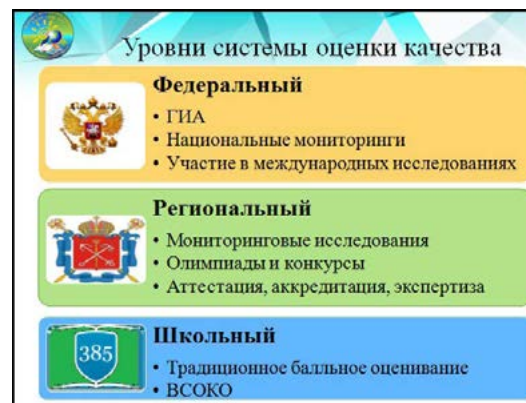 Уровни системы оценки качества
Федеральный
• ГИА
• Национальные мониторинги
• Участие в международных исследованиях
Региональный
• Мониторинговые исследования
• Олимпиады и конкурсы
• Аттестация, аккредитация, экспертиза
385
Школьный
• Традиционное балльное оценивание
• ВСОКО